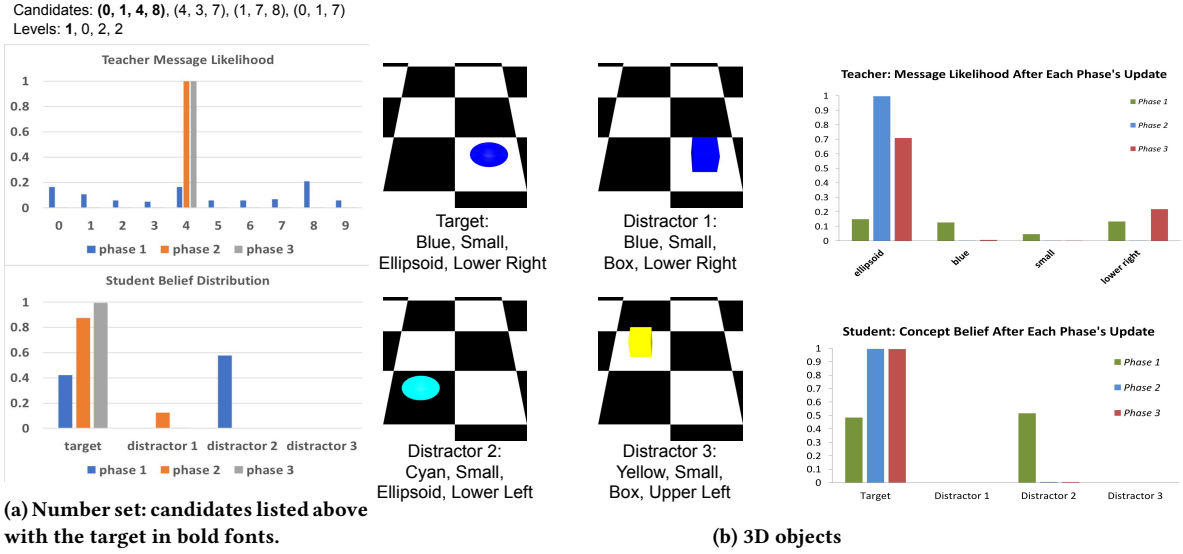 Candidates: (0, 1, 4, 8), (4, 3, 7), (1, 7, 8), (0, 1, 7)
Levels: 1, 0, 2, 2
Teacher Message Likelihood
1
0.8
0.6
0.4
0.2
0
0 1 2 3 4 5 6 7 8 9
phase 1 phase 2 phase 3
Student Belief Distribution
1
0.8
0.6
0.4
0.2
0
target distractor 1 distractor 2 distractor 3
phase 1 phase 2 phase 3
(a) Number set: candidates listed above
with the target in bold fonts.
Target:
Blue, Small,
Ellipsoid, Lower Right
Distractor 1:
Blue, Small,
Box, Lower Right
Distractor 2:
Cyan, Small,
Ellipsoid, Lower Left
Distractor 3:
Yellow, Small,
Box, Upper Left
Teacher: Message Likelihood After Each Phase's Update
1
0.9
0.8
0.7
0.6
0.5
0.4
0.3
0.2
0.1
0
Phase 1
Phase 2
Phase 3
ellipsoid blue small lower right
Student: Concept Belief After Each Phase's Update
1
0.9
0.8
0.7
0.6
0.5
0.4
0.3
0.2
0.1
0
Phase 1
Phase 2
Phase 3
Target Distractor 1 Distractor 2 Distractor 3
(b) 3D objects